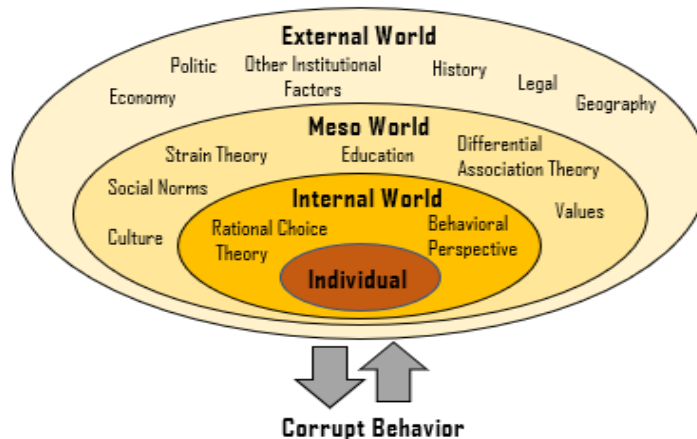 External World
Politic
Other Institutional
Factors
History
Legal
Economy
Geography
Meso World
Strain Theory
Education
Differential
Association Theory
Social Norms
Values
Culture
Internal World
Rational Choice
Theory
Behavioral
Perspective
Individual
Corrupt Behavior